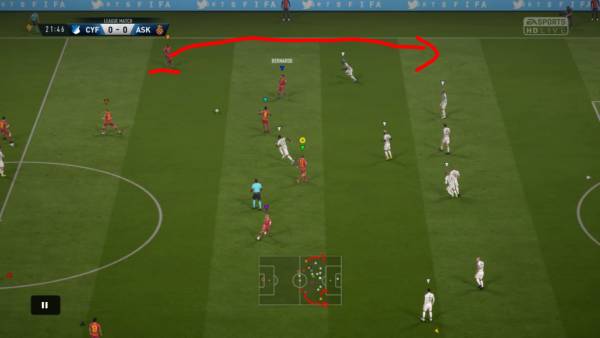 LEAGUE MATCH
21:46 CYF 0 - 0 ASK
EA SPORTS
HD LIVE
BERNARDO